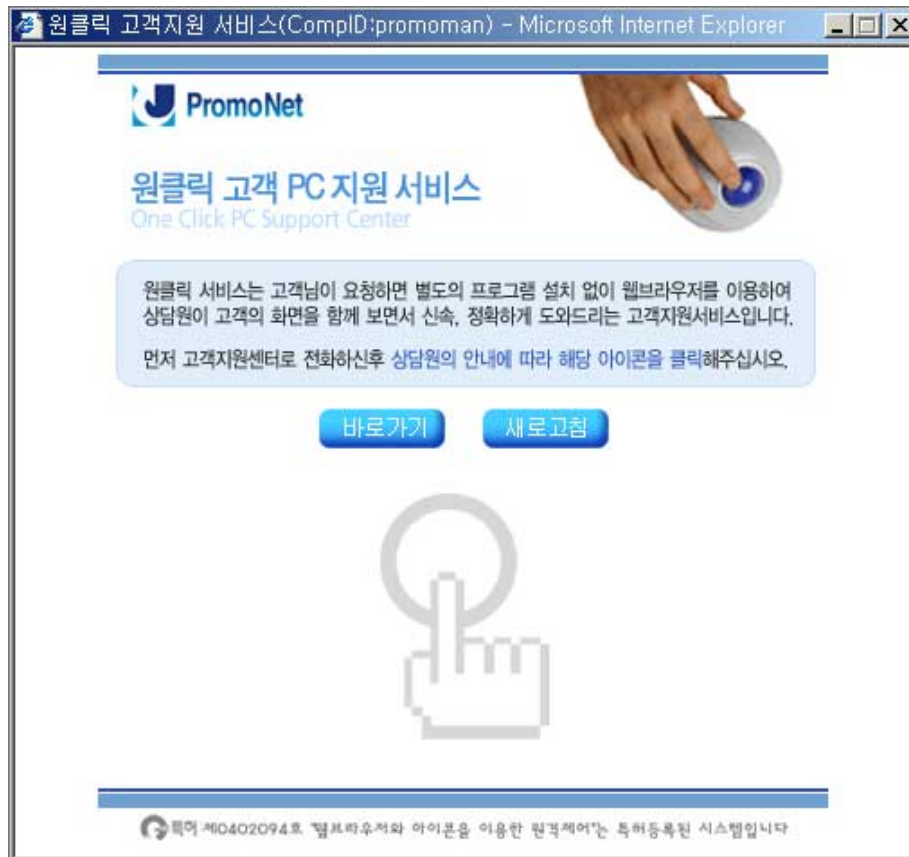 원클릭 고객지원 서비스(CompID:promoman) - Microsoft Internet Explorer
PromoNet
원클릭 고객 PC 지원 서비스
One Click PC Support Center
원클릭 서비스는 고객님이 요청하면 별도의 프로그램 설치 없이 웹브라우저를 이용하여
상담원이 고객의 화면을 함께 보면서 신속, 정확하게 도와드리는 고객지원서비스입니다.
먼저 고객지원센터로 전화하신후 상담원의 안내에 따라 해당 아이콘을 클릭해주십시오.
바로가기 새로고침
특허 제0402094호 "웹브라우저와 아이콘을 이용한 원격제어"는 특허등록된 시스템입니다